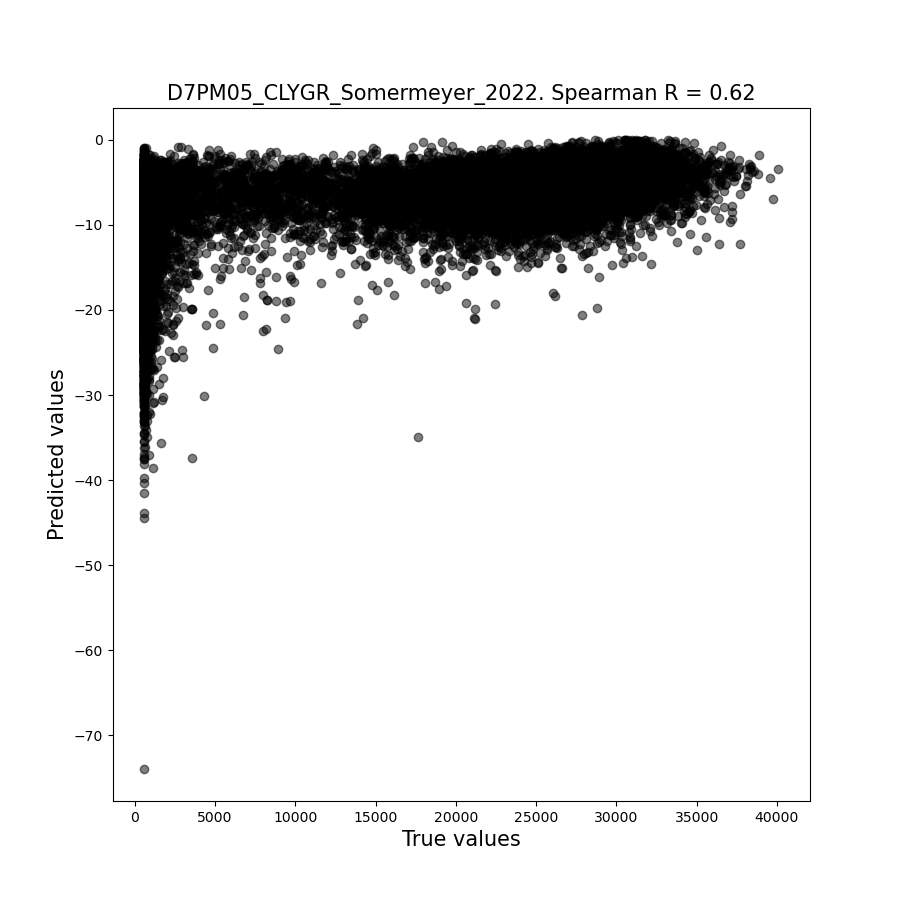 D7PM05_CLYGR_Somermeyer_2022. Spearman R = 0.62
0
−10
−20
−30
−40
−50
−60
−70
Predicted values
0 5000 10000 15000 20000 25000 30000 35000 40000
True values